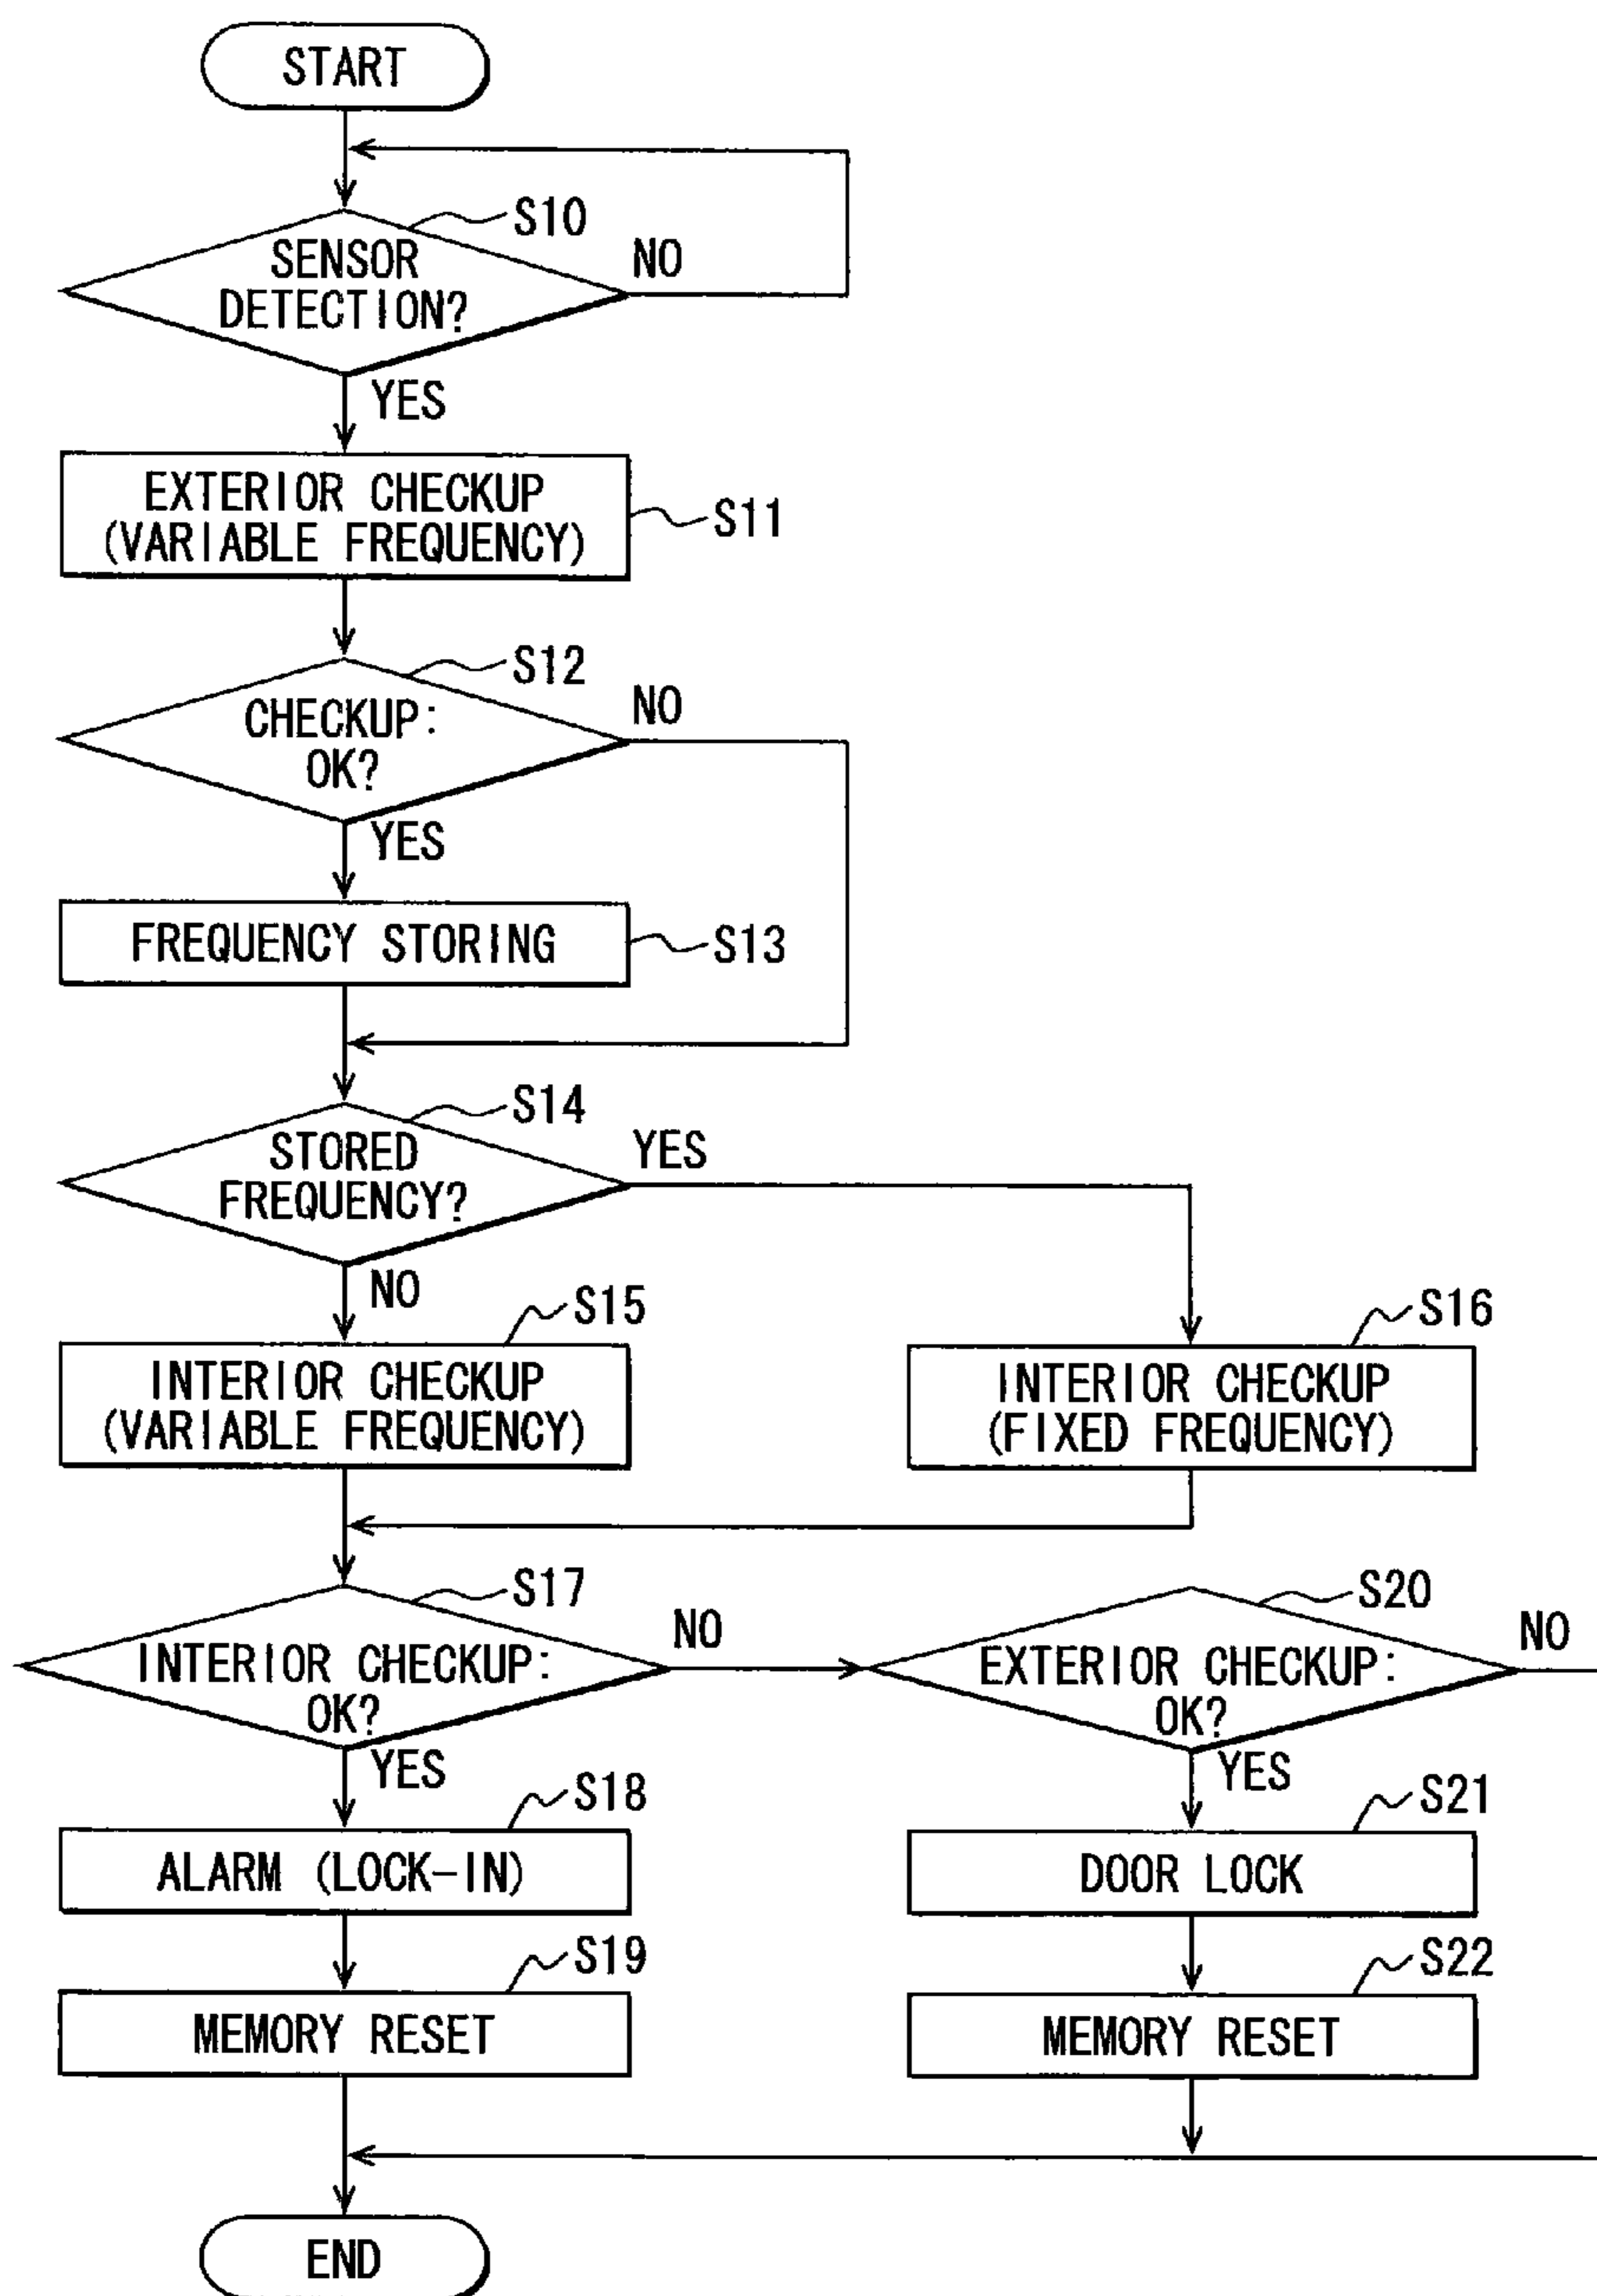 START
S10
SENSOR
DETECTION?
NO
YES
EXTERIOR CHECKUP
(VARIABLE FREQUENCY)
S11
S12
CHECKUP:
OK?
NO
YES
FREQUENCY STORING
S13
S14
STORED
FREQUENCY?
YES
NO
S15
INTERIOR CHECKUP
(VARIABLE FREQUENCY)
S16
INTERIOR CHECKUP
(FIXED FREQUENCY)
S17
INTERIOR CHECKUP:
OK?
NO
YES
S20
EXTERIOR CHECKUP:
OK?
NO
YES
S18
ALARM (LOCK-IN)
S21
DOOR LOCK
S19
MEMORY RESET
S22
MEMORY RESET
END